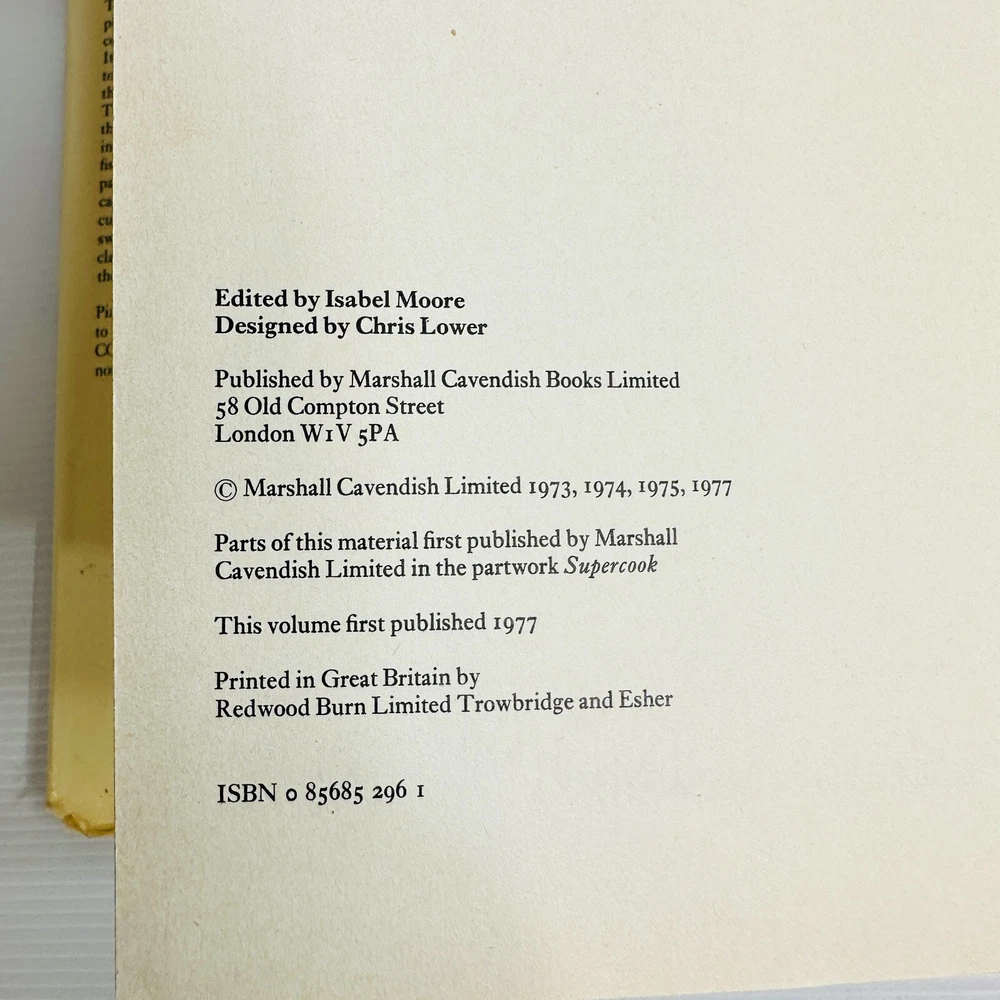 Edited by Isabel Moore
Designed by Chris Lower
Published by Marshall Cavendish Books Limited
58 Old Compton Street
London W1V 5PA
© Marshall Cavendish Limited 1973, 1974, 1975, 1977
Parts of this material first published by Marshall
Cavendish Limited in the partwork Supercook
This volume first published 1977
Printed in Great Britain by
Redwood Burn Limited Trowbridge and Esher
ISBN 0 85685 296 1